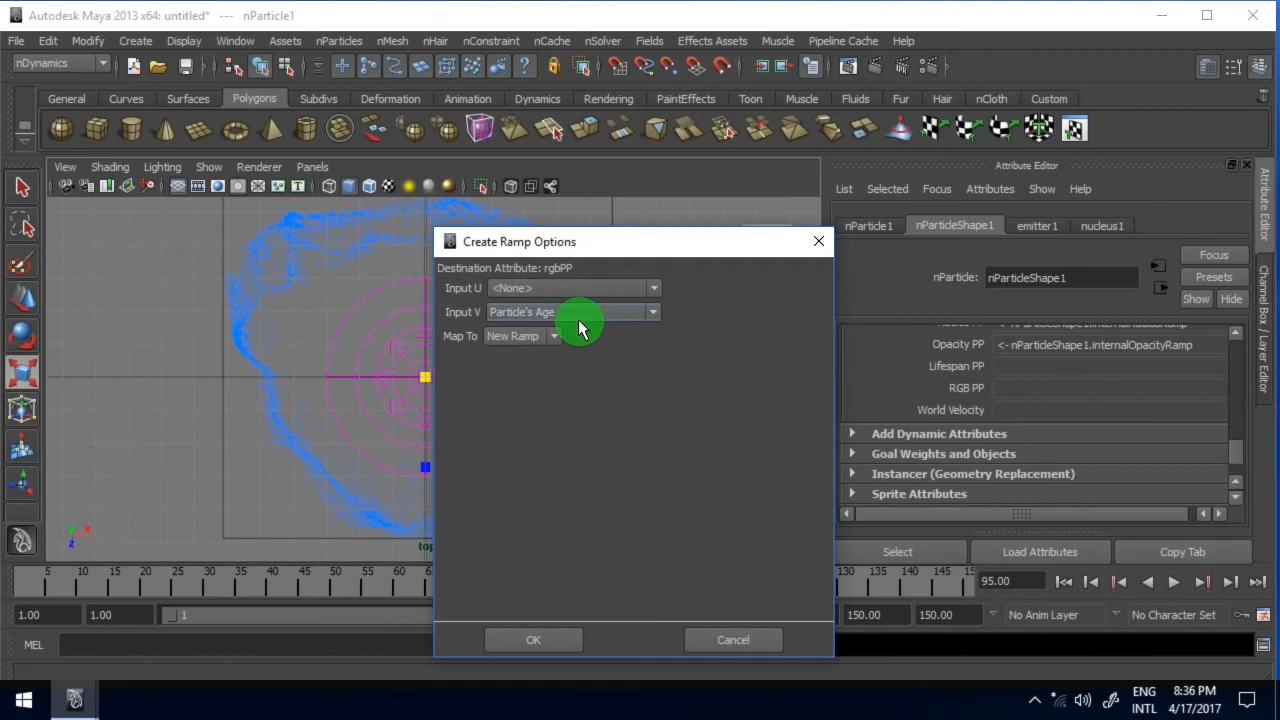 Autodesk Maya 2013 x64: untitled* --- nParticle1
File Edit Modify Create Display Window Assets nParticles nMesh nHair nConstraint nCache nSolver Fields Effects Assets Muscle Pipeline Cache Help
nDynamics
General Curves Surfaces Polygons Subdivs Deformation Animation Dynamics Rendering PaintEffects Toon Muscle Fluids Fur Hair nCloth Custom
View Shading Lighting Show Renderer Panels
Attribute Editor
List Selected Focus Attributes Show Help
nParticle1 nParticleShape1 emitter1 nucleus1
Focus
nParticle: nParticleShape1
Presets
Show Hide
Create Ramp Options
Destination Attribute: rgbPP
Input U <None>
Input V Particle's Age
Map To New Ramp
OK Cancel
Opacity PP <- nParticleShape1.internalOpacityRamp
Lifespan PP
RGB PP
World Velocity
Add Dynamic Attributes
Goal Weights and Objects
Instancer (Geometry Replacement)
Sprite Attributes
Select Load Attributes Copy Tab
Attribute Editor
Channel Box / Layer Editor
y x
z
5 10 15 20 25 30 35 40 45 50 55 60 130 135 140 145 95.00
1.00 1.00 1 150.00 150.00 No Anim Layer No Character Set
MEL
ENG
INTL
8:36 PM
4/17/2017